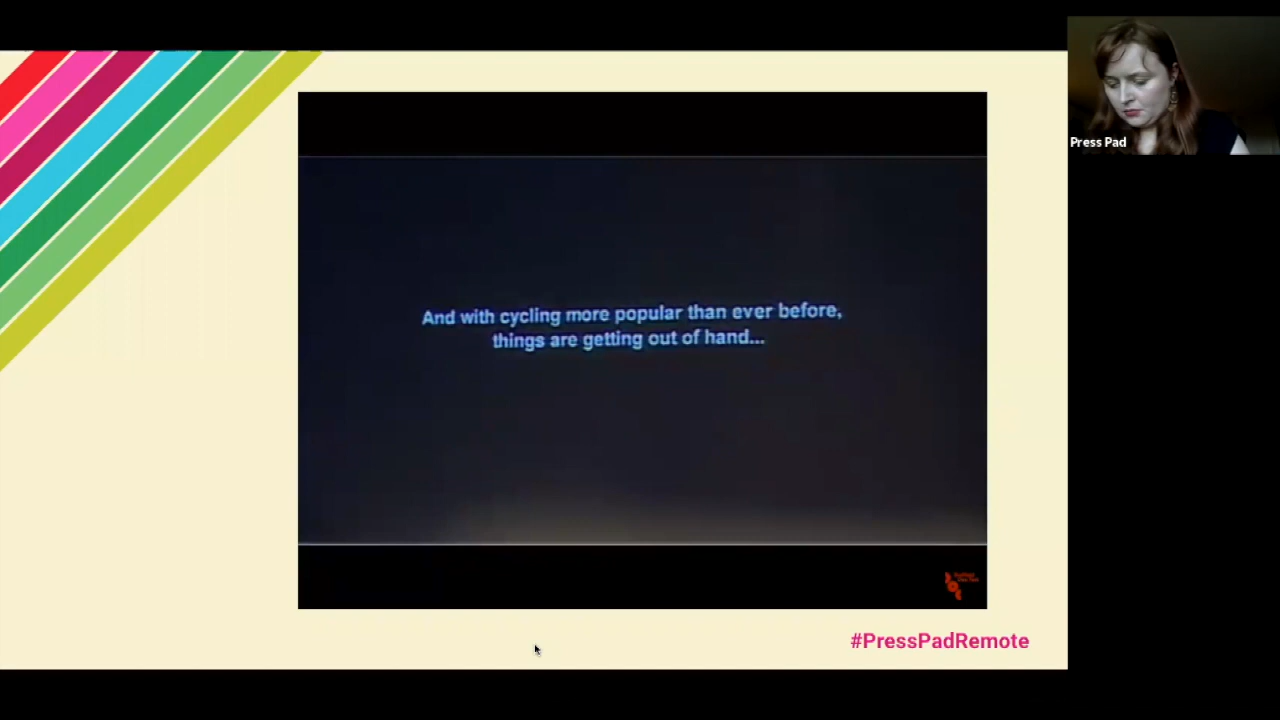 Press Pad
And with cycling more popular than ever before,
things are getting out of hand...
#PressPadRemote